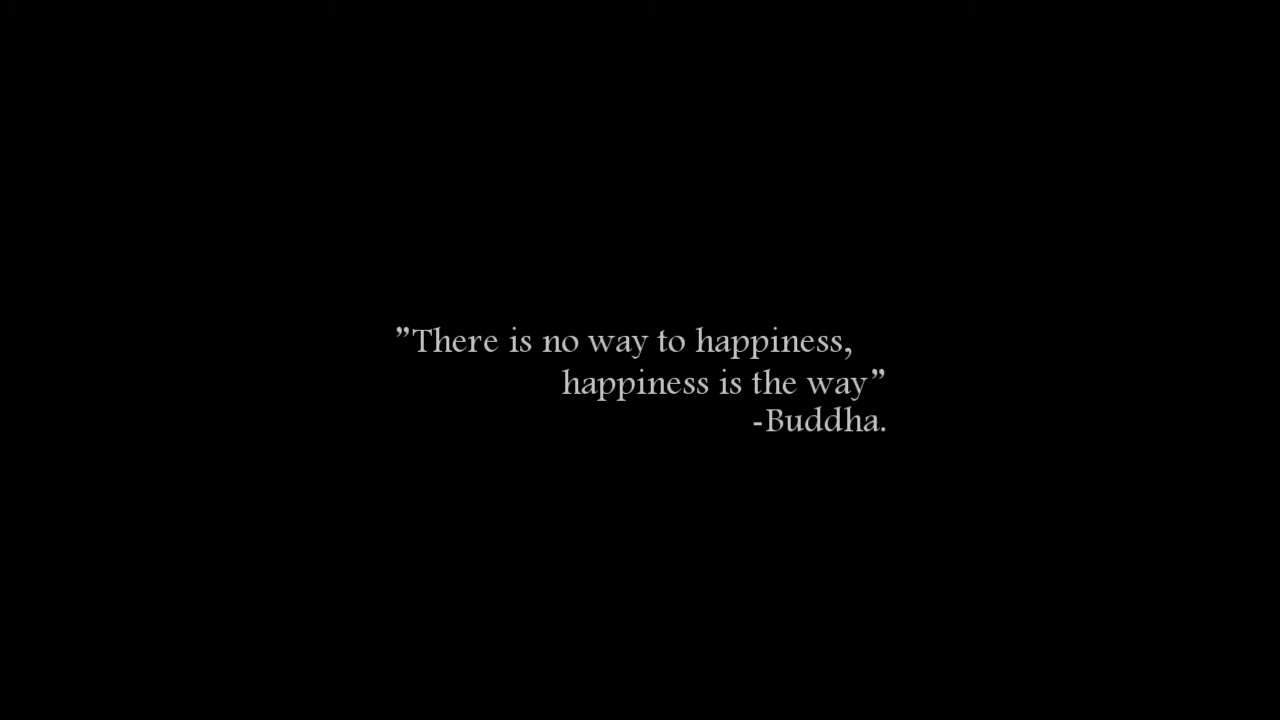 ”There is no way to happiness,
happiness is the way”
-Buddha.